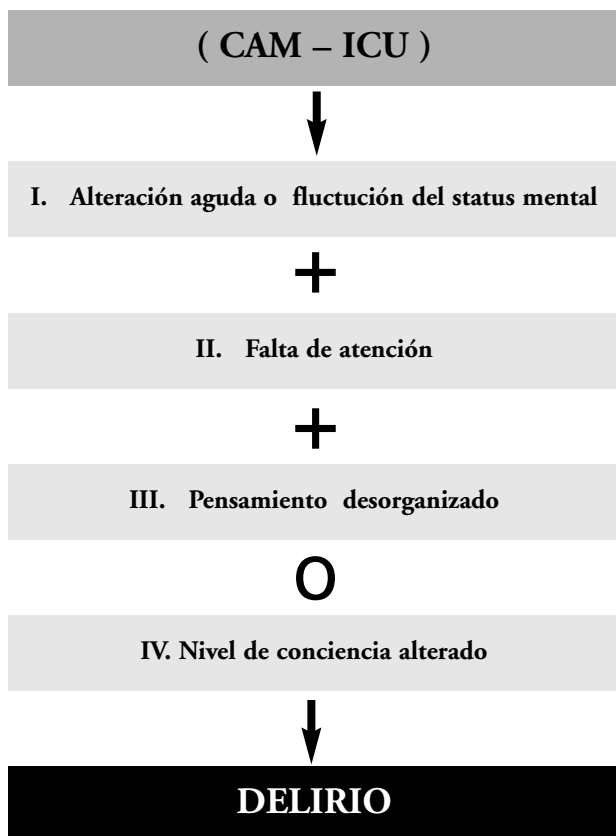 ( CAM – ICU )
I. Alteración aguda o fluctución del status mental
+
II. Falta de atención
+
III. Pensamiento desorganizado
O
IV. Nivel de conciencia alterado
DELIRIO